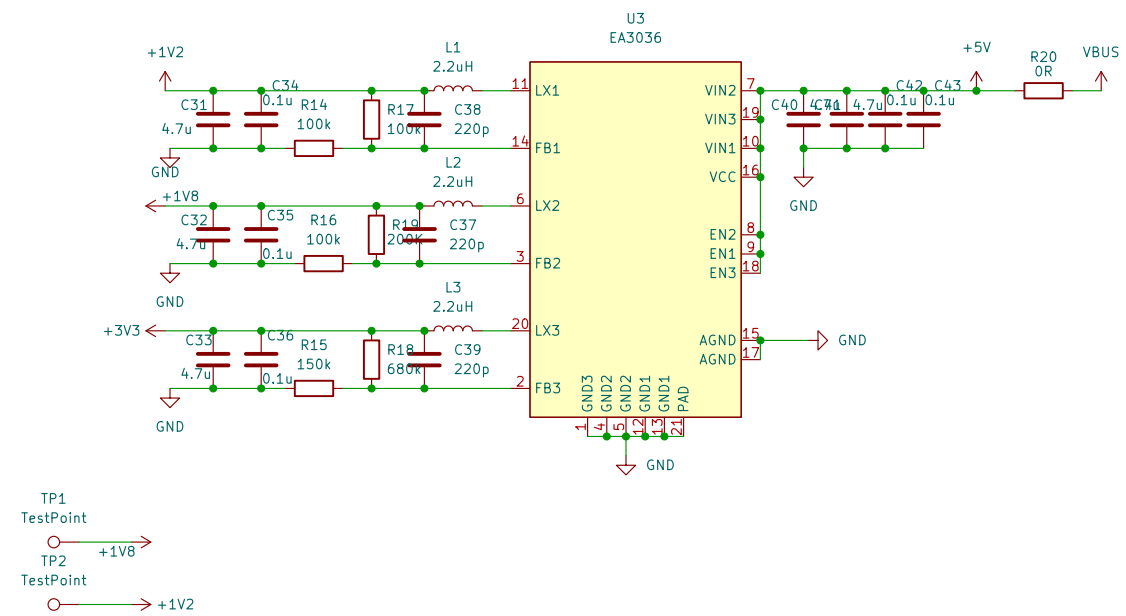 U3
EA3036
+1V2
L1
2.2uH
+5V
R20
0R
VBUS
C31
4.7u
C34
0.1u
R14
100k
R17
100k
C38
220p
11
LX1
14
FB1
GND
VIN2
7
VIN3
19
VIN1
10
VCC
16
C40
4.7u
C41
4.7u
C42
0.1u
C43
0.1u
GND
L2
2.2uH
+1V8
C32
4.7u
C35
0.1u
R16
100k
R19
200K
C37
220p
6
LX2
3
FB2
GND
EN2
8
EN1
9
EN3
18
L3
2.2uH
+3V3
C33
4.7u
C36
0.1u
R15
150k
R18
680k
C39
220p
20
LX3
2
FB3
GND
AGND
15
AGND
17
GND
GND3
GND2
GND2
GND1
GND1
PAD
1
4
5
12
13
21
GND
TP1
TestPoint
+1V8
TP2
TestPoint
+1V2